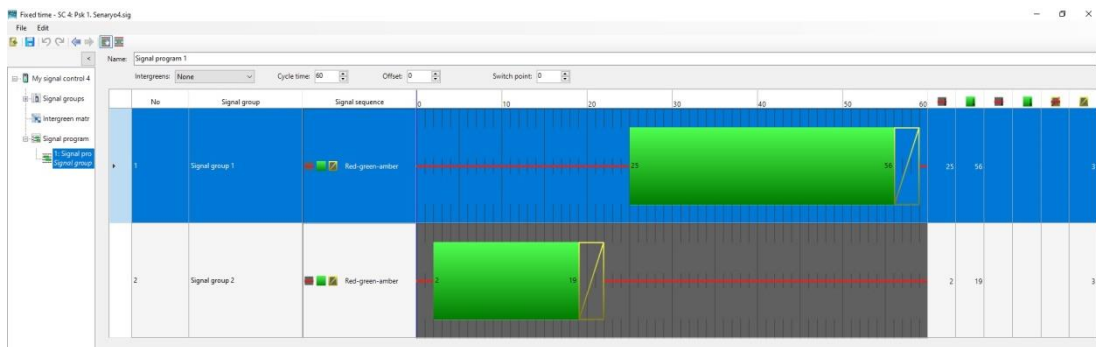 Fixed time - SC 4: Psk 1. Senaryo4.sig
File Edit
Name: Signal program 1
My signal control 4
Intergreens: None Cycle time: 60 Offset: 0 Switch point: 0
Signal groups
Intergreen matr
Signal program
1: Signal pro
Signal group
No Signal group Signal sequence 0 10 20 30 40 50 60
1 Signal group 1 Red-green-amber 25 56 25 56 3
2 Signal group 2 Red-green-amber 2 19 2 19 3